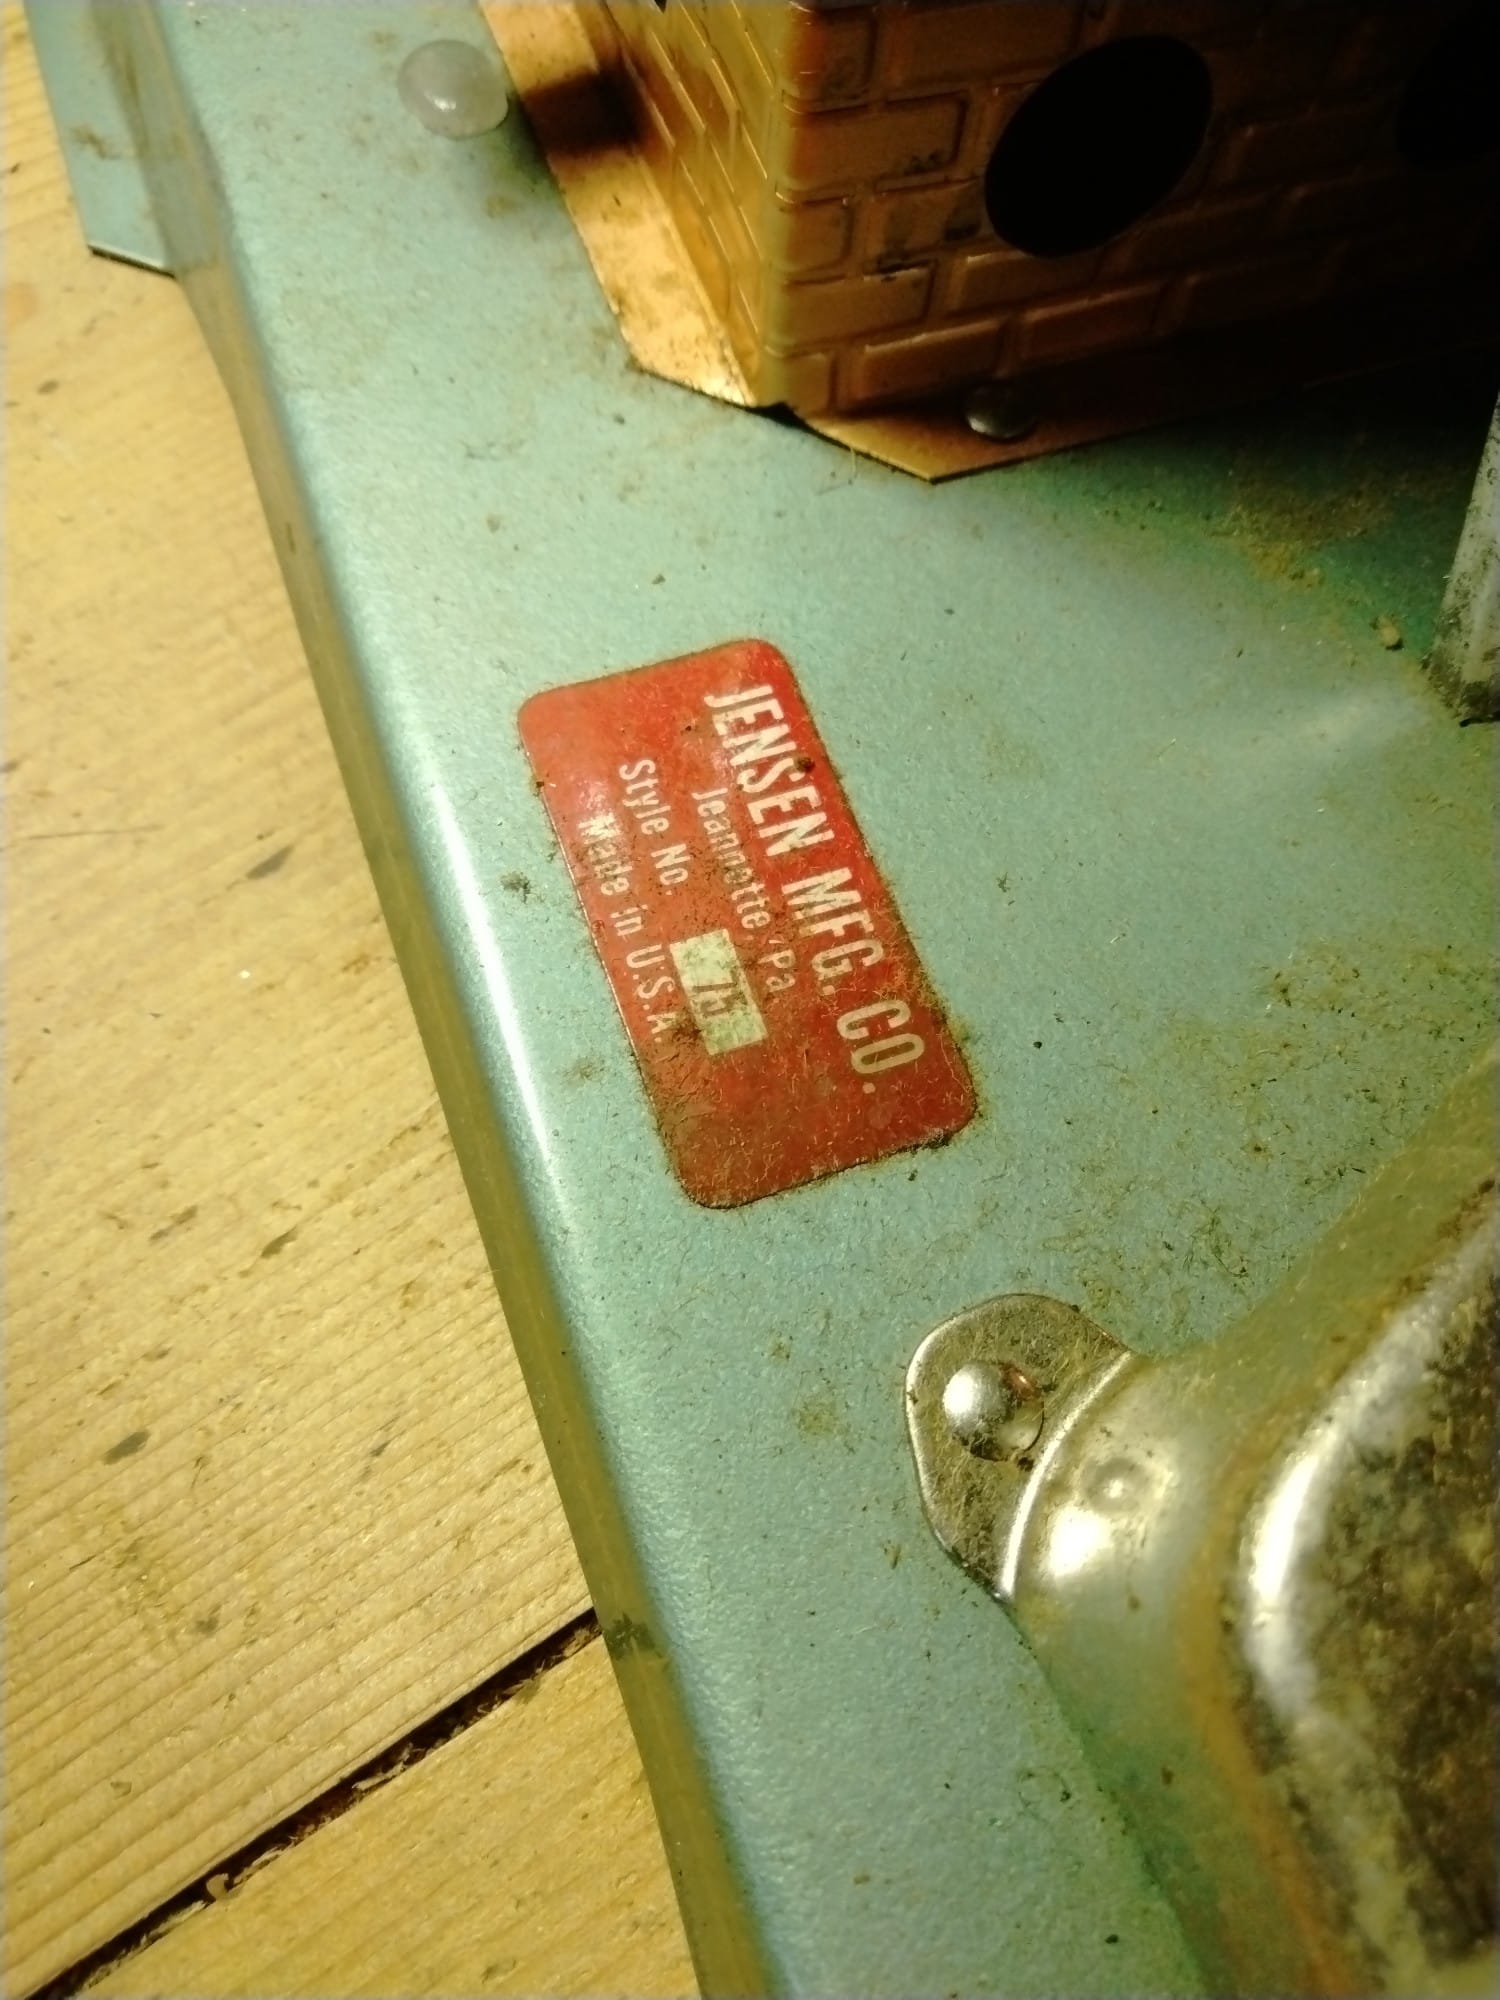 JENSEN MFG. CO.
Jeannette, Pa
Style No. 75
Made in U.S.A.